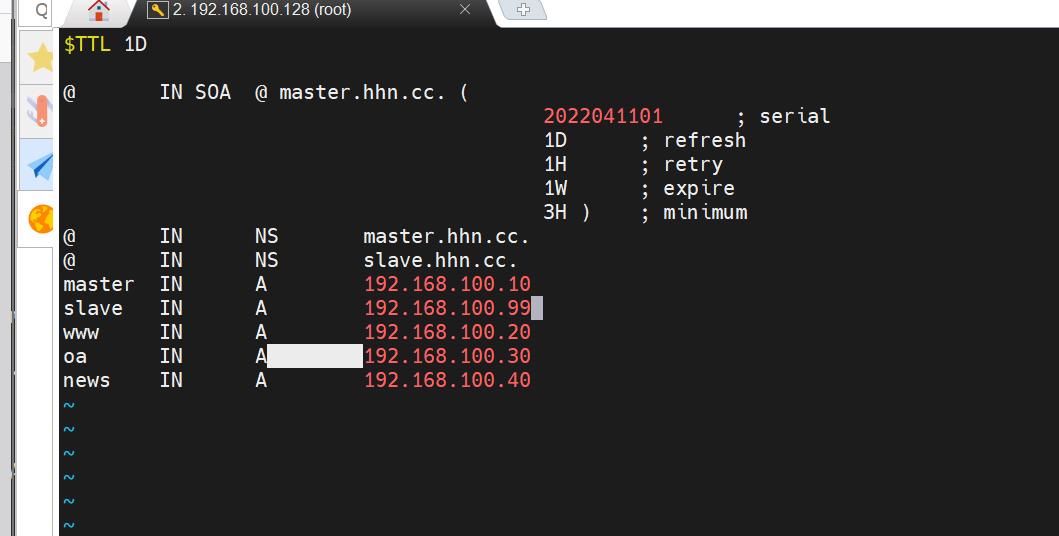 2. 192.168.100.128 (root)
$TTL 1D
@ IN SOA @ master.hhn.cc. (
2022041101 ; serial
1D ; refresh
1H ; retry
1W ; expire
3H ) ; minimum
@ IN NS master.hhn.cc.
@ IN NS slave.hhn.cc.
master IN A 192.168.100.10
slave IN A 192.168.100.99
www IN A 192.168.100.20
oa IN A 192.168.100.30
news IN A 192.168.100.40
~
~
~
~
~
~